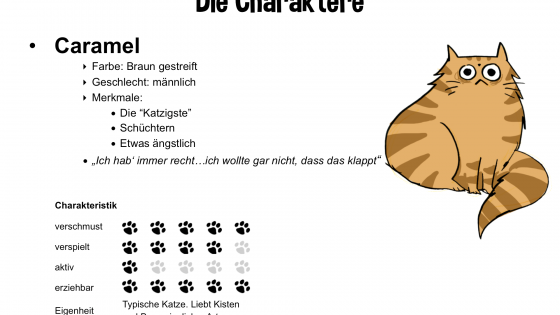 Die Charaktere
• Caramel
Farbe: Braun gestreift
Geschlecht: männlich
Merkmale:
• Die “Katzigste”
• Schüchtern
• Etwas ängstlich
• „Ich hab‘ immer recht…ich wollte gar nicht, dass das klappt“
Charakteristik
verschmust
verspielt
aktiv
erziehbar
Eigenheit
Typische Katze. Liebt Kisten